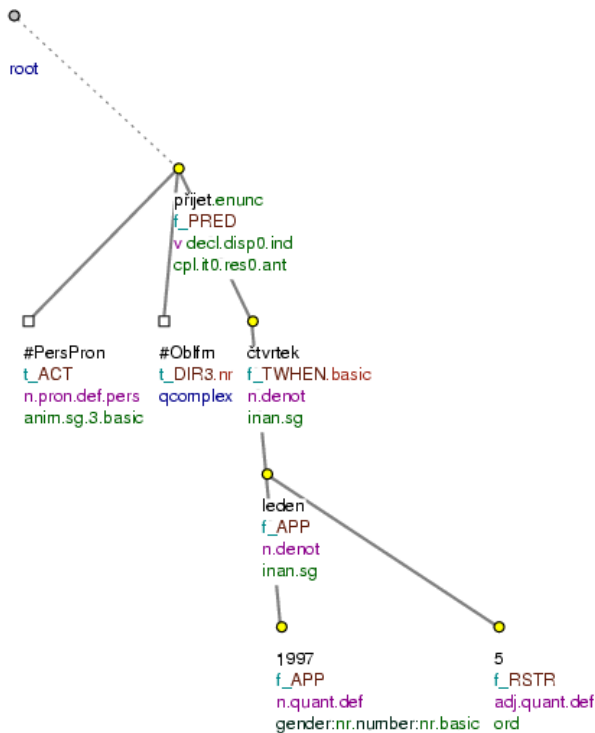 root
přijet.enunc
f_PRED
v decl.disp0.ind
cpl.it0.res0.ant
#PersPron
t_ACT
n.pron.def.pers
anim.sg.3.basic
#Oblfm
t_DIR3.nr
qcomplex
čtvrtek
f_TWHEN.basic
n.denot
inan.sg
leden
f_APP
n.denot
inan.sg
1997
f_APP
n.quant.def
gender:nr.number:nr.basic
5
f_RSTR
adj.quant.def
ord